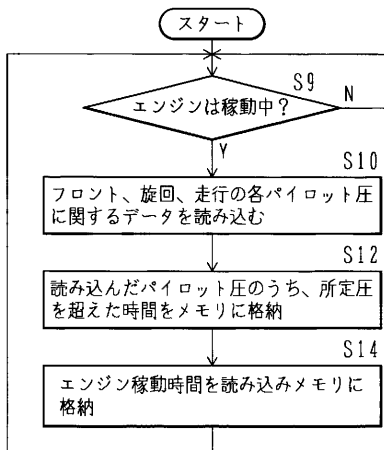 スタート
S9
エンジンは稼動中？
N
Y
S10
フロント、旋回、走行の各パイロット圧
に関するデータを読み込む
S12
読み込んだパイロット圧のうち、所定圧
を超えた時間をメモリに格納
S14
エンジン稼動時間を読み込みメモリに
格納